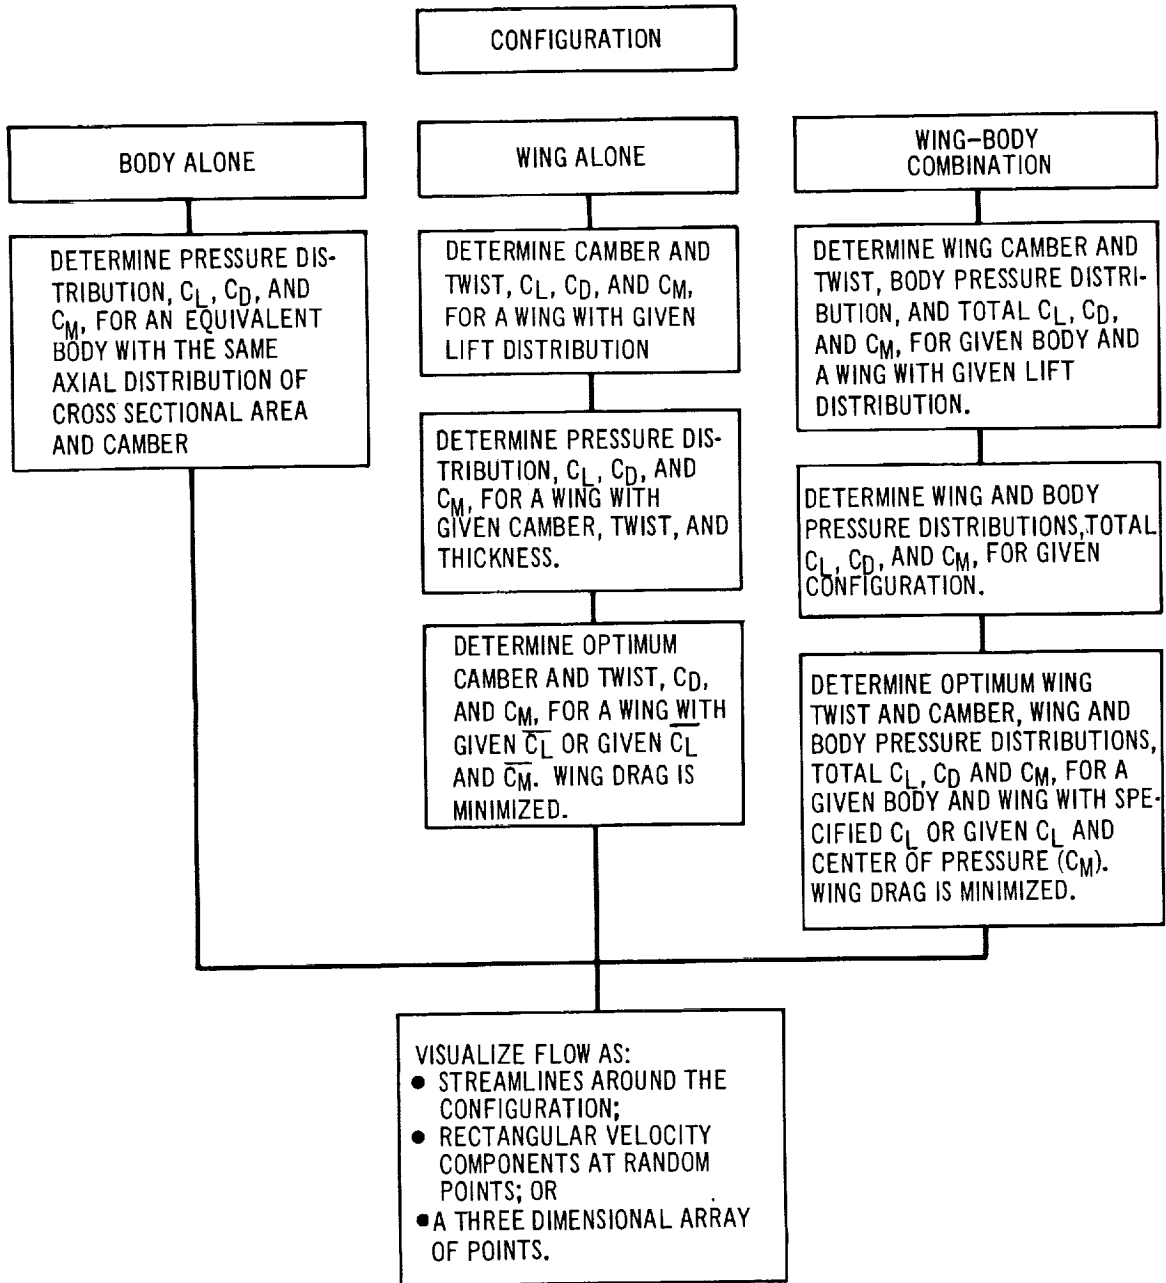 CONFIGURATION
BODY ALONE
DETERMINE PRESSURE DIS-
TRIBUTION, CL, CD, AND
CM, FOR AN EQUIVALENT
BODY WITH THE SAME
AXIAL DISTRIBUTION OF
CROSS SECTIONAL AREA
AND CAMBER
WING ALONE
DETERMINE CAMBER AND
TWIST, CL, CD, AND CM,
FOR A WING WITH GIVEN
LIFT DISTRIBUTION
DETERMINE PRESSURE DIS-
TRIBUTION, CL, CD, AND
CM, FOR A WING WITH
GIVEN CAMBER, TWIST, AND
THICKNESS.
DETERMINE OPTIMUM
CAMBER AND TWIST, CD,
AND CM, FOR A WING WITH
GIVEN C̅L̅ OR GIVEN C̅L̅
AND C̅M̅. WING DRAG IS
MINIMIZED.
WING-BODY
COMBINATION
DETERMINE WING CAMBER AND
TWIST, BODY PRESSURE DISTRI-
BUTION, AND TOTAL CL, CD,
AND CM, FOR GIVEN BODY AND
A WING WITH GIVEN LIFT
DISTRIBUTION.
DETERMINE WING AND BODY
PRESSURE DISTRIBUTIONS, TOTAL
CL, CD, AND CM, FOR GIVEN
CONFIGURATION.
DETERMINE OPTIMUM WING
TWIST AND CAMBER, WING AND
BODY PRESSURE DISTRIBUTIONS,
TOTAL CL, CD AND CM, FOR A
GIVEN BODY AND WING WITH SPE-
CIFIED CL OR GIVEN CL AND
CENTER OF PRESSURE (CM).
WING DRAG IS MINIMIZED.
VISUALIZE FLOW AS:
● STREAMLINES AROUND THE
CONFIGURATION;
● RECTANGULAR VELOCITY
COMPONENTS AT RANDOM
POINTS; OR
● A THREE DIMENSIONAL ARRAY
OF POINTS.